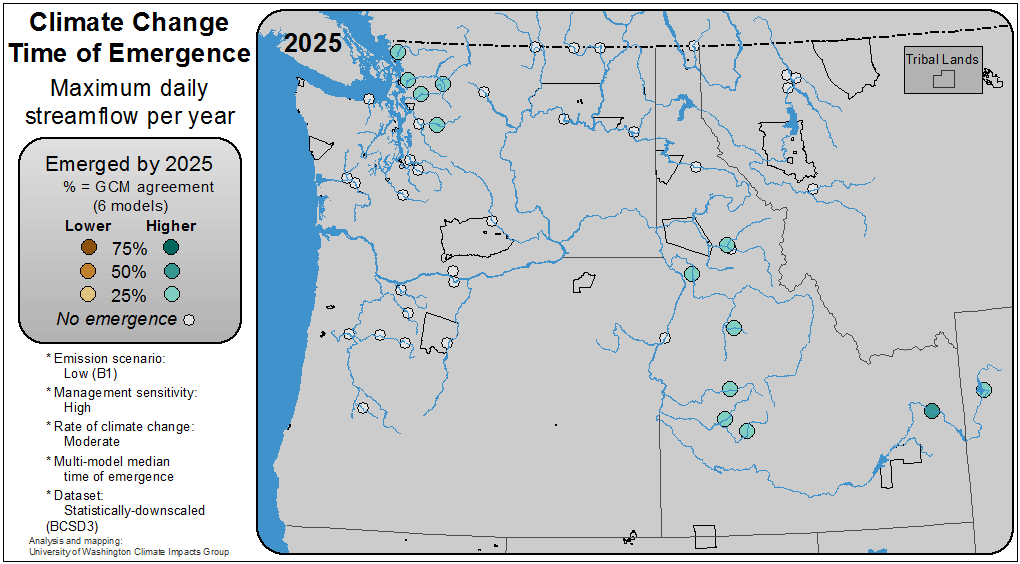 Climate Change
Time of Emergence
Maximum daily
streamflow per year
Emerged by 2025
% = GCM agreement
(6 models)
Lower Higher
75%
50%
25%
No emergence
* Emission scenario:
Low (B1)
* Management sensitivity:
High
* Rate of climate change:
Moderate
* Multi-model median
time of emergence
* Dataset:
Statistically-downscaled
(BCSD3)
Analysis and mapping:
University of Washington Climate Impacts Group
2025
Tribal Lands